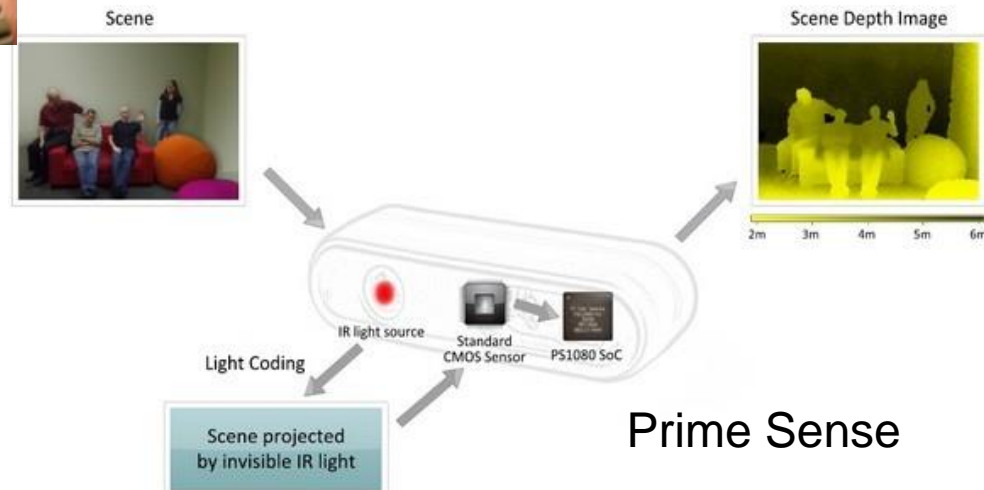 Scene
Scene Depth Image
2m 3m 4m 5m 6m
IR light source
Standard
CMOS Sensor
PS1080 SoC
Light Coding
Scene projected
by invisible IR light
Prime Sense